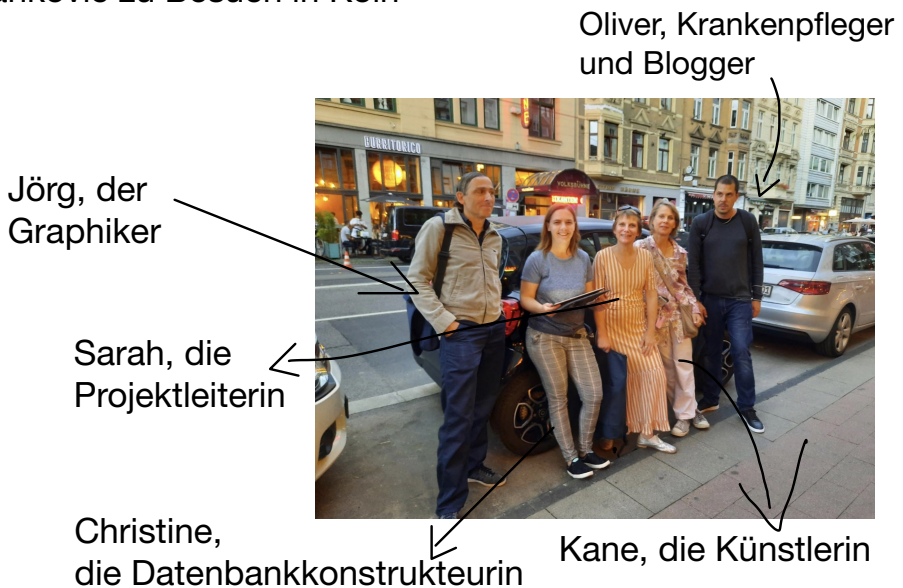 zu Besuch in Köln
Oliver, Krankenpfleger
und Blogger
BURRITORICO
VOLKSBÜHNE
Jörg, der
Graphiker
Sarah, die
Projektleiterin
Christine,
die Datenbankkonstrukteurin
Kane, die Künstlerin